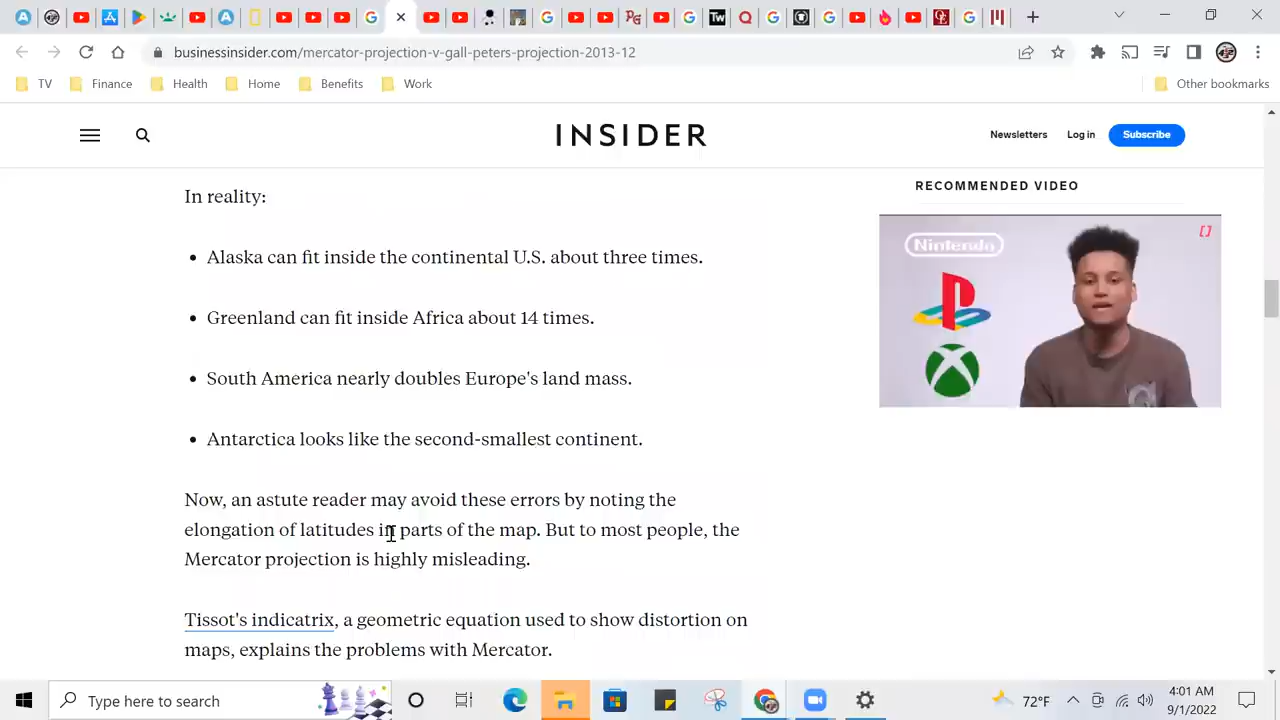 businessinsider.com/mercator-projection-v-gall-peters-projection-2013-12
TV
Finance
Health
Home
Benefits
Work
Other bookmarks
INSIDER
Newsletters
Log in
Subscribe
In reality:
• Alaska can fit inside the continental U.S. about three times.
• Greenland can fit inside Africa about 14 times.
• South America nearly doubles Europe's land mass.
• Antarctica looks like the second-smallest continent.
Now, an astute reader may avoid these errors by noting the
elongation of latitudes in parts of the map. But to most people, the
Mercator projection is highly misleading.
Tissot's indicatrix, a geometric equation used to show distortion on
maps, explains the problems with Mercator.
RECOMMENDED VIDEO
Nintendo
Type here to search
72°F
4:01 AM
9/1/2022